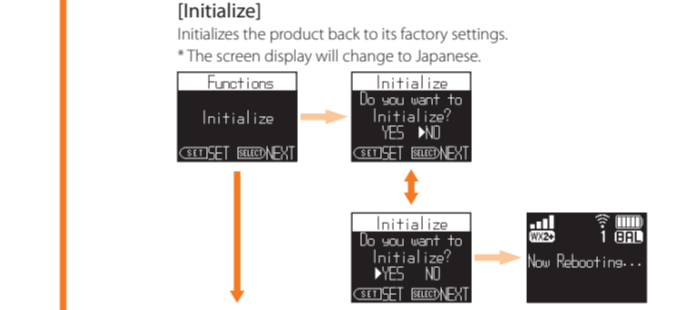 [Initialize]
Initializes the product back to its factory settings.
* The screen display will change to Japanese.
Functions
Initialize
SET SET SELECT NEXT
Initialize
Do you want to
Initialize?
YES ▶NO
SET SET SELECT NEXT
Initialize
Do you want to
Initialize?
▶YES NO
SET SET SELECT NEXT
WX2+ 1 BAL
Now Rebooting...